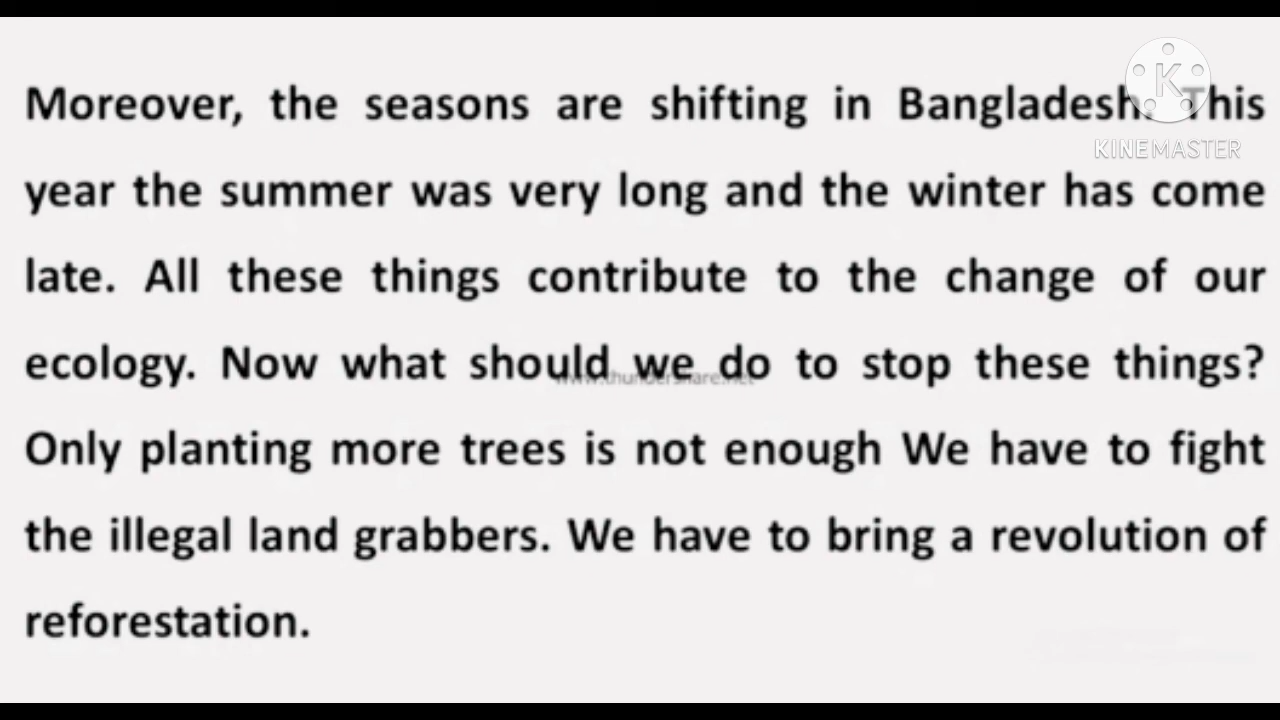 Moreover, the seasons are shifting in Bangladesh. This
year the summer was very long and the winter has come
late. All these things contribute to the change of our
ecology. Now what should we do to stop these things?
Only planting more trees is not enough We have to fight
the illegal land grabbers. We have to bring a revolution of
reforestation.
K
KINEMASTER
www.thundershare.net